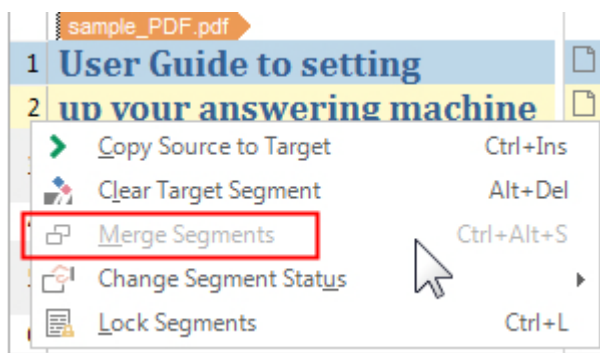 sample_PDF.pdf
1 User Guide to setting
2 up your answering machine
Copy Source to Target Ctrl+Ins
Clear Target Segment Alt+Del
Merge Segments Ctrl+Alt+S
Change Segment Status
Lock Segments Ctrl+L